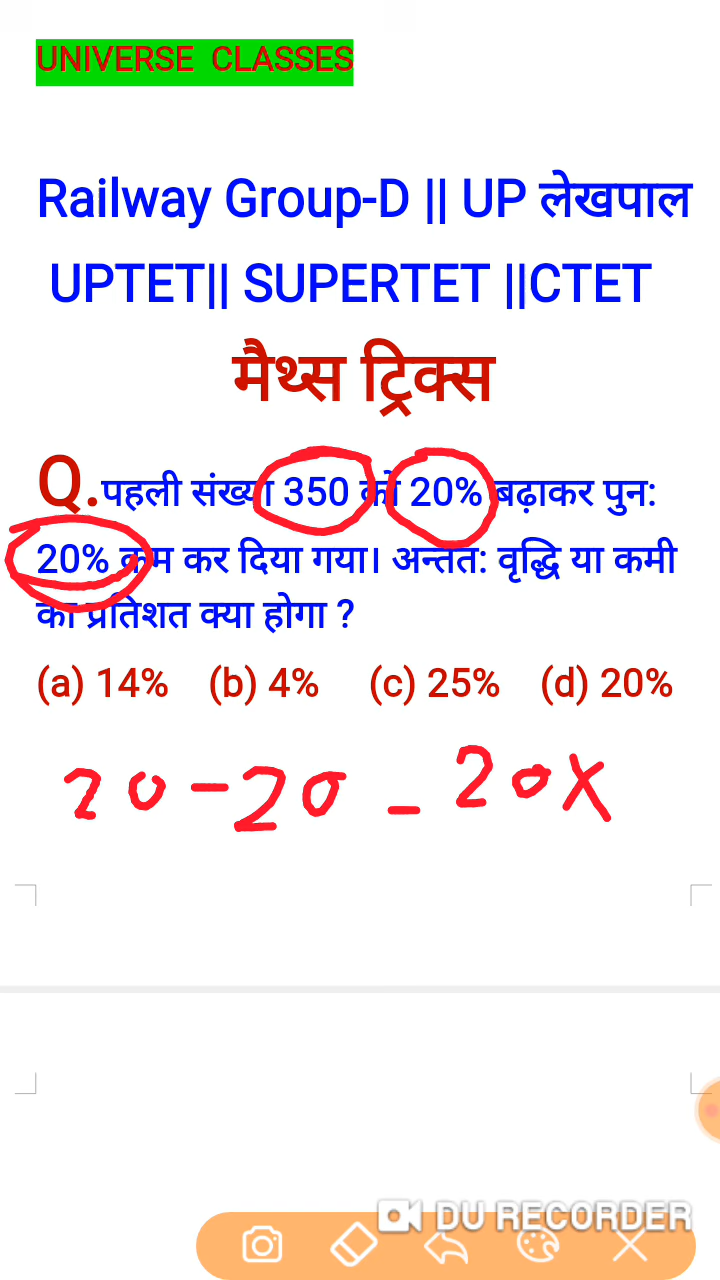 UNIVERSE CLASSES
Railway Group-D || UP लेखपाल
UPTET|| SUPERTET ||CTET
मैथ्स ट्रिक्स
Q.पहली संख्या 350 को 20% बढ़ाकर पुन:
20% कम कर दिया गया। अन्तत: वृद्धि या कमी
का प्रतिशत क्या होगा ?
(a) 14% (b) 4% (c) 25% (d) 20%
20-20 - 20X
DU RECORDER